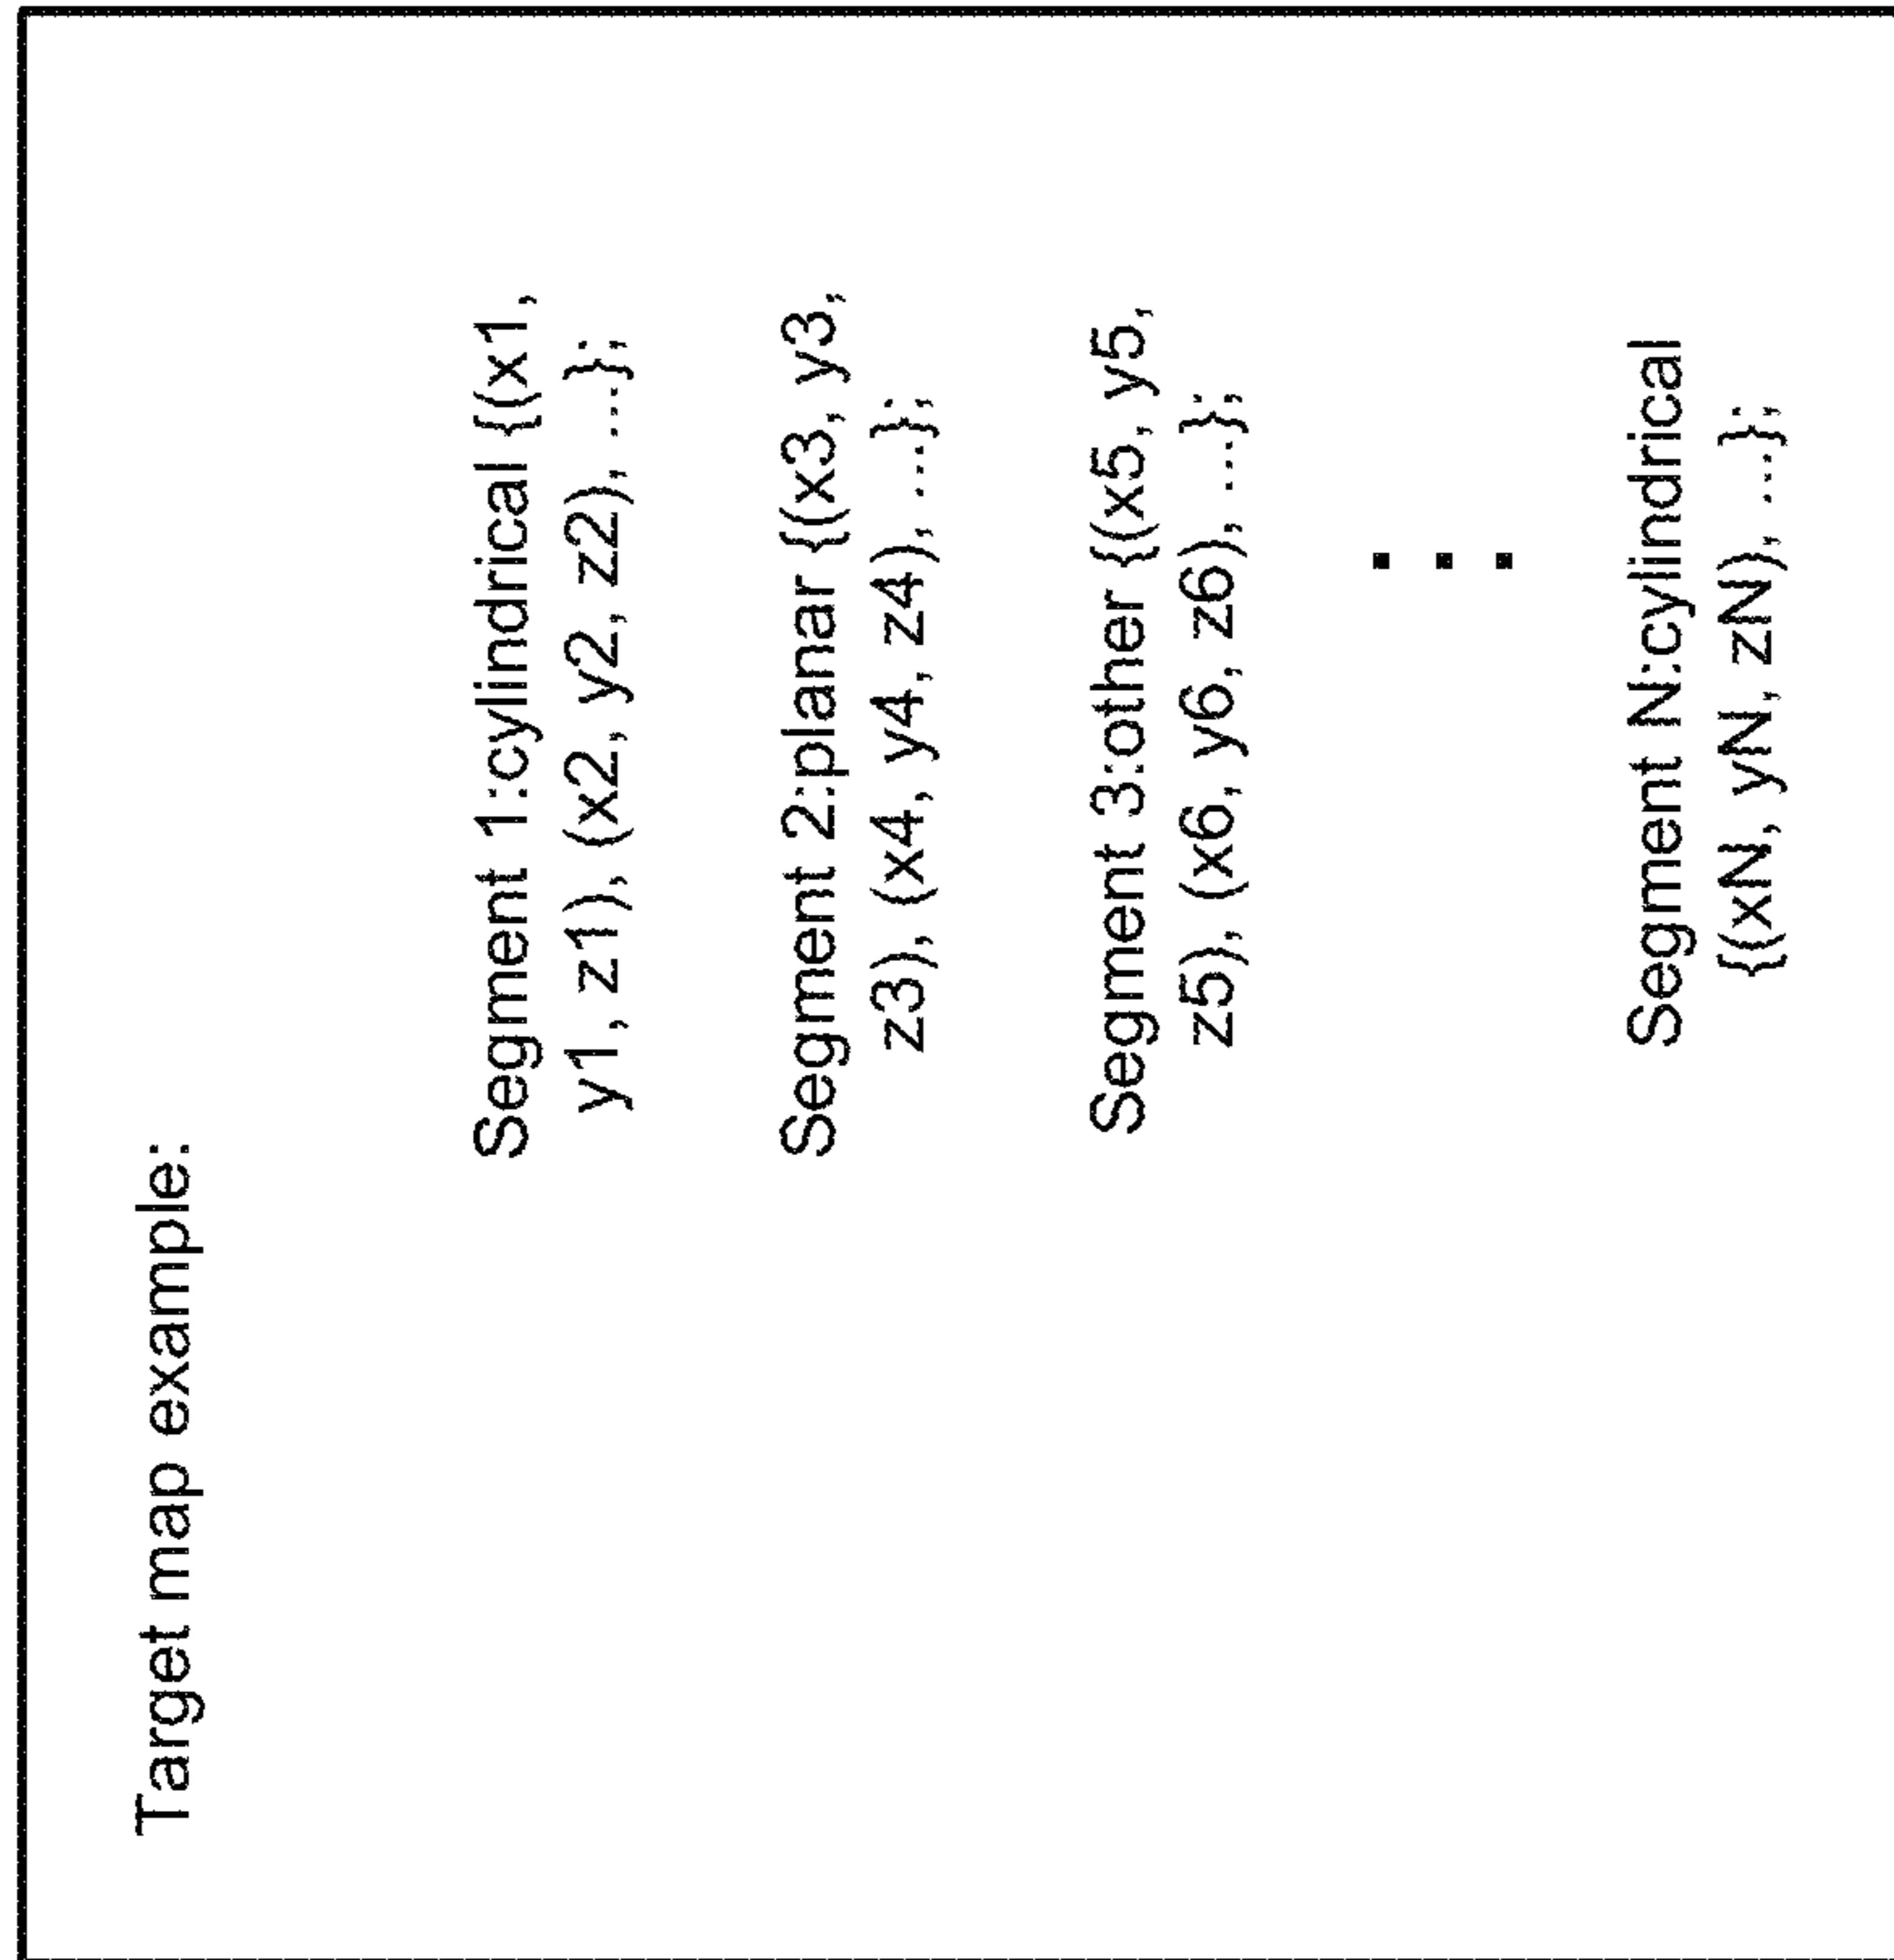 Target map example:
Segment 1:cylindrical {(x1,
y1, z1), (x2, y2, z2), ...};
Segment 2:planar {(x3, y3,
z3), (x4, y4, z4), ...};
Segment 3:other {(x5, y5,
z5), (x6, y6, z6), ...};
...
Segment N:cylindrical
{(xN, yN, zN), ...};